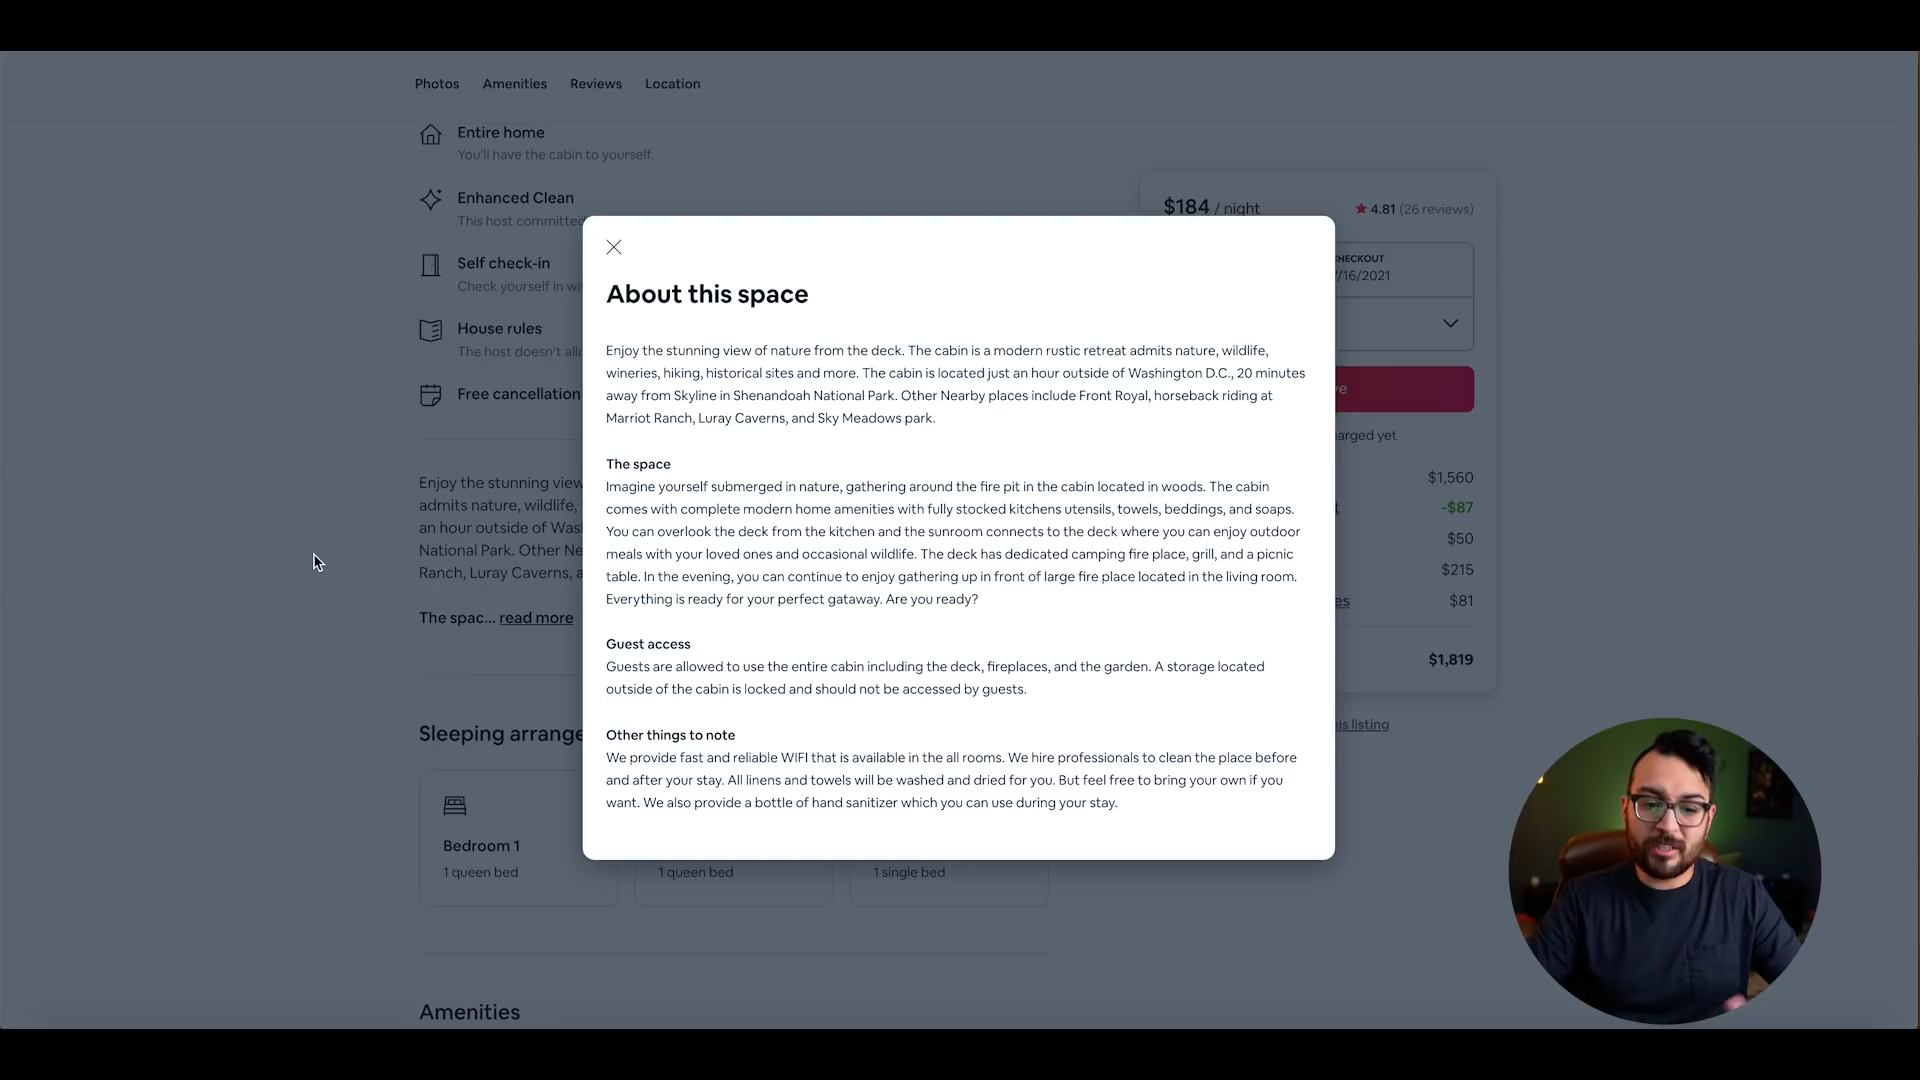 Photos Amenities Reviews Location
Entire home
You'll have the cabin to yourself.
Enhanced Clean
This host committed
Self check-in
Check yourself in wi
House rules
The host doesn't allo
Free cancellation
Enjoy the stunning view
admits nature, wildlife,
an hour outside of Was
National Park. Other Ne
Ranch, Luray Caverns, a
The spac... read more
Sleeping arrange
Bedroom 1
1 queen bed
1 queen bed
1 single bed
Amenities
About this space
Enjoy the stunning view of nature from the deck. The cabin is a modern rustic retreat admits nature, wildlife,
wineries, hiking, historical sites and more. The cabin is located just an hour outside of Washington D.C., 20 minutes
away from Skyline in Shenandoah National Park. Other Nearby places include Front Royal, horseback riding at
Marriot Ranch, Luray Caverns, and Sky Meadows park.
The space
Imagine yourself submerged in nature, gathering around the fire pit in the cabin located in woods. The cabin
comes with complete modern home amenities with fully stocked kitchens utensils, towels, beddings, and soaps.
You can overlook the deck from the kitchen and the sunroom connects to the deck where you can enjoy outdoor
meals with your loved ones and occasional wildlife. The deck has dedicated camping fire place, grill, and a picnic
table. In the evening, you can continue to enjoy gathering up in front of large fire place located in the living room.
Everything is ready for your perfect gataway. Are you ready?
Guest access
Guests are allowed to use the entire cabin including the deck, fireplaces, and the garden. A storage located
outside of the cabin is locked and should not be accessed by guests.
Other things to note
We provide fast and reliable WIFI that is available in the all rooms. We hire professionals to clean the place before
and after your stay. All linens and towels will be washed and dried for you. But feel free to bring your own if you
want. We also provide a bottle of hand sanitizer which you can use during your stay.
$184 / night ★ 4.81 (26 reviews)
HECKOUT
/16/2021
ve
arged yet
$1,560
-$87
$50
$215
es $81
$1,819
is listing